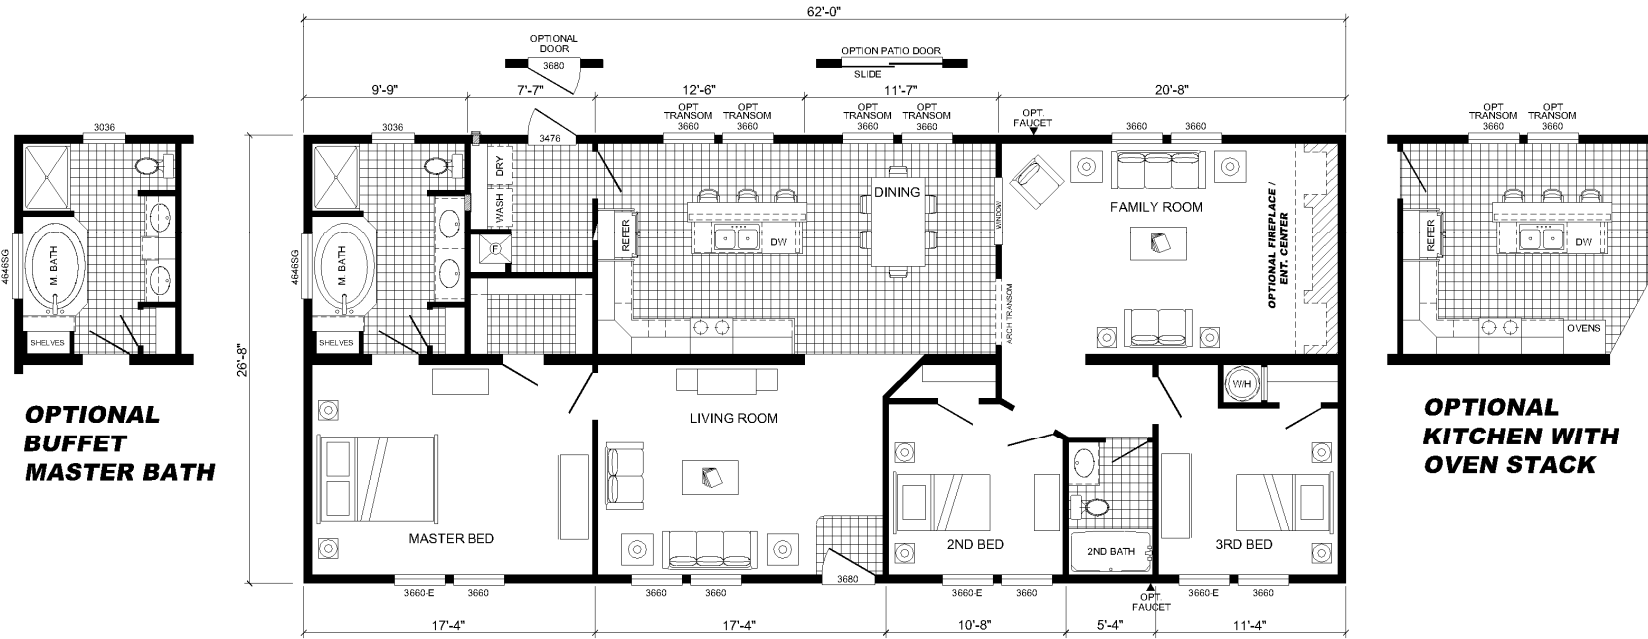 62'-0"
OPTIONAL
DOOR
3680
OPTION PATIO DOOR
SLIDE
9'-9"
7'-7"
12'-6"
11'-7"
20'-8"
OPT
TRANSOM
3660
OPT
TRANSOM
3660
OPT
TRANSOM
3660
OPT
TRANSOM
3660
OPT.
FAUCET
3660
3660
3036
4646SG
M. BATH
SHELVES
OPTIONAL
BUFFET
MASTER BATH
26'-8"
3036
3476
4646SG
M. BATH
SHELVES
DRY
WASH
F
REFER
DW
DINING
WINDOW
ARCH TRANSOM
FAMILY ROOM
OPTIONAL FIREPLACE /
ENT. CENTER
OPT
TRANSOM
3660
OPT
TRANSOM
3660
REFER
DW
OVENS
OPTIONAL
KITCHEN WITH
OVEN STACK
LIVING ROOM
W/H
MASTER BED
2ND BED
2ND BATH
3RD BED
3660-E
3660
3660
3660
3680
3660-E
3660
OPT.
FAUCET
3660-E
3660
17'-4"
17'-4"
10'-8"
5'-4"
11'-4"